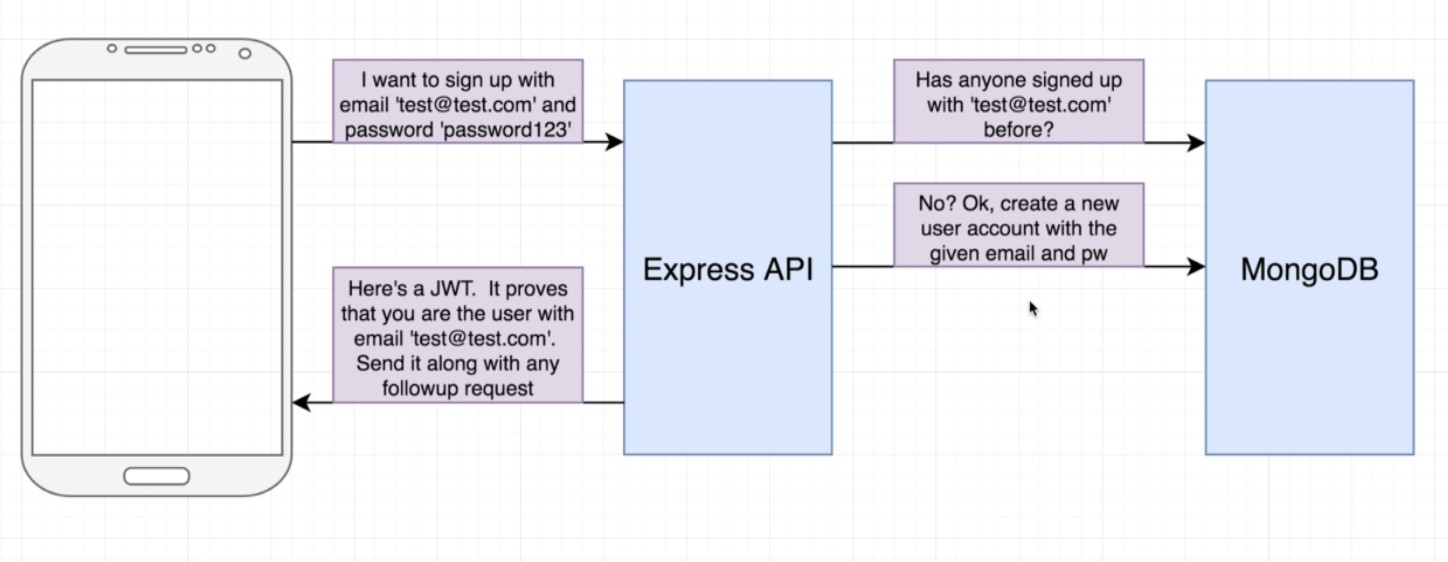 I want to sign up with
email 'test@test.com' and
password 'password123'
Has anyone signed up
with 'test@test.com'
before?
No? Ok, create a new
user account with the
given email and pw
Express API
MongoDB
Here's a JWT.  It proves
that you are the user with
email 'test@test.com'.
Send it along with any
followup request